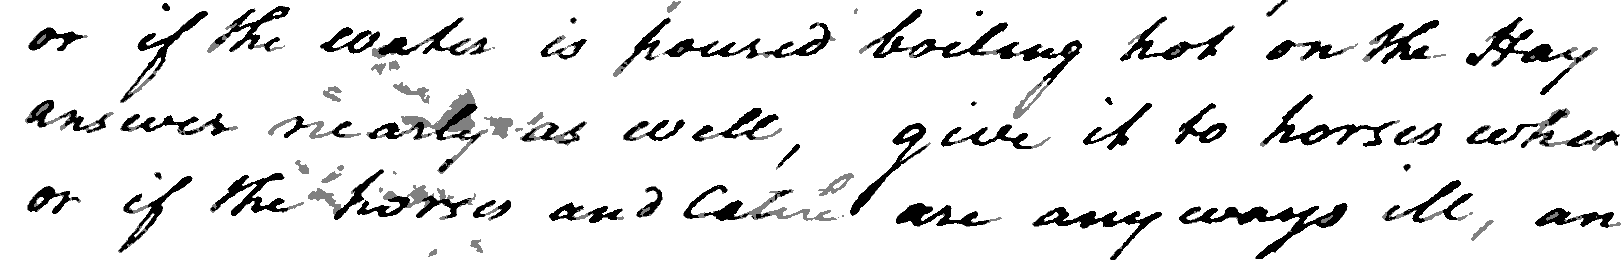 or if the water is poured boiling hot on the Hay
answer nearly as well, give it to horses when
or if the horses and Cattle are any ways ill, an